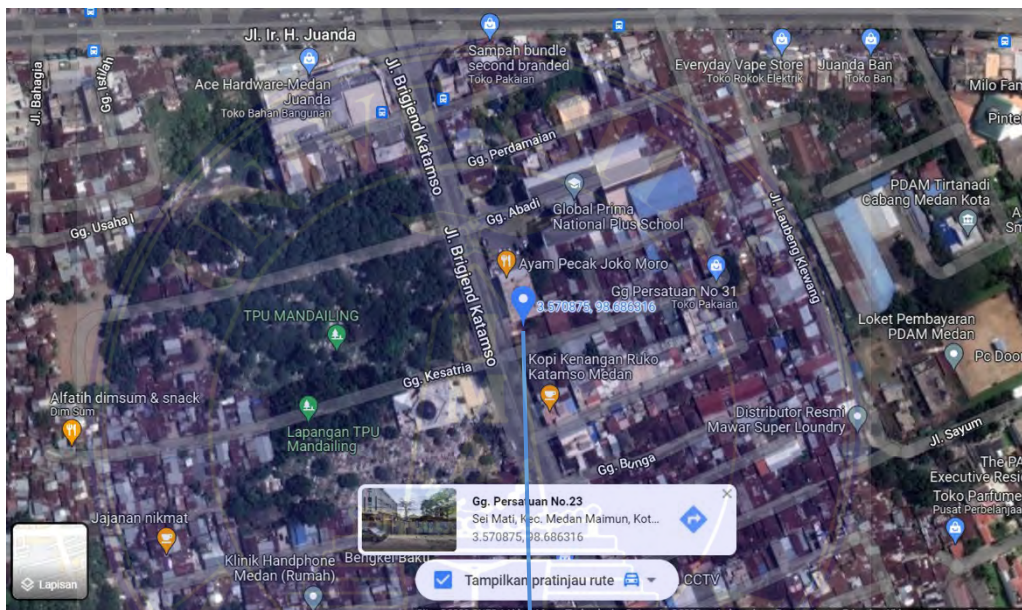 Jl. Ir. H. Juanda
Jl. Bahagia
Gg. Istilah
Ace Hardware-Medan
Juanda
Toko Bahan Bangunan
Jl. Brigjend Katamso
Sampah bundle
second branded
Toko Pakaian
Everyday Vape Store
Toko Rokok Elektrik
Juanda Ban
Toko Ban
Milo Fan
Pinte
Gg. Perdamaian
Gg. Usaha I
Gg. Abadi
Global Prima
National Plus School
Jl. Laubeng Klewang
PDAM Tirtanadi
Cabang Medan Kota
Jl. Brigjend Katamso
Ayam Pecak Joko Moro
Gg Persatuan No 31
Toko Pakaian
3.570875, 98.686316
TPU MANDAILING
Loket Pembayaran
PDAM Medan
Pc Door
Kopi Kenangan Ruko
Katamso Medan
Gg. Kesatria
Alfatih dimsum & snack
Dim Sum
Lapangan TPU
Mandailing
Distributor Resmi
Mawar Super Loundry
Jl. Sayum
Gg. Bunga
The PA
Executive Resi
Toko Parfume
Pusat Perbelanjaa
Gg. Persatuan No.23
Sei Mati, Kec. Medan Maimun, Kot...
3.570875, 98.686316
Jajanan nikmat
Klinik Handphone
Medan (Rumah)
Bengkel Bakti
Tampilkan pratinjau rute
CCTV
Lapisan